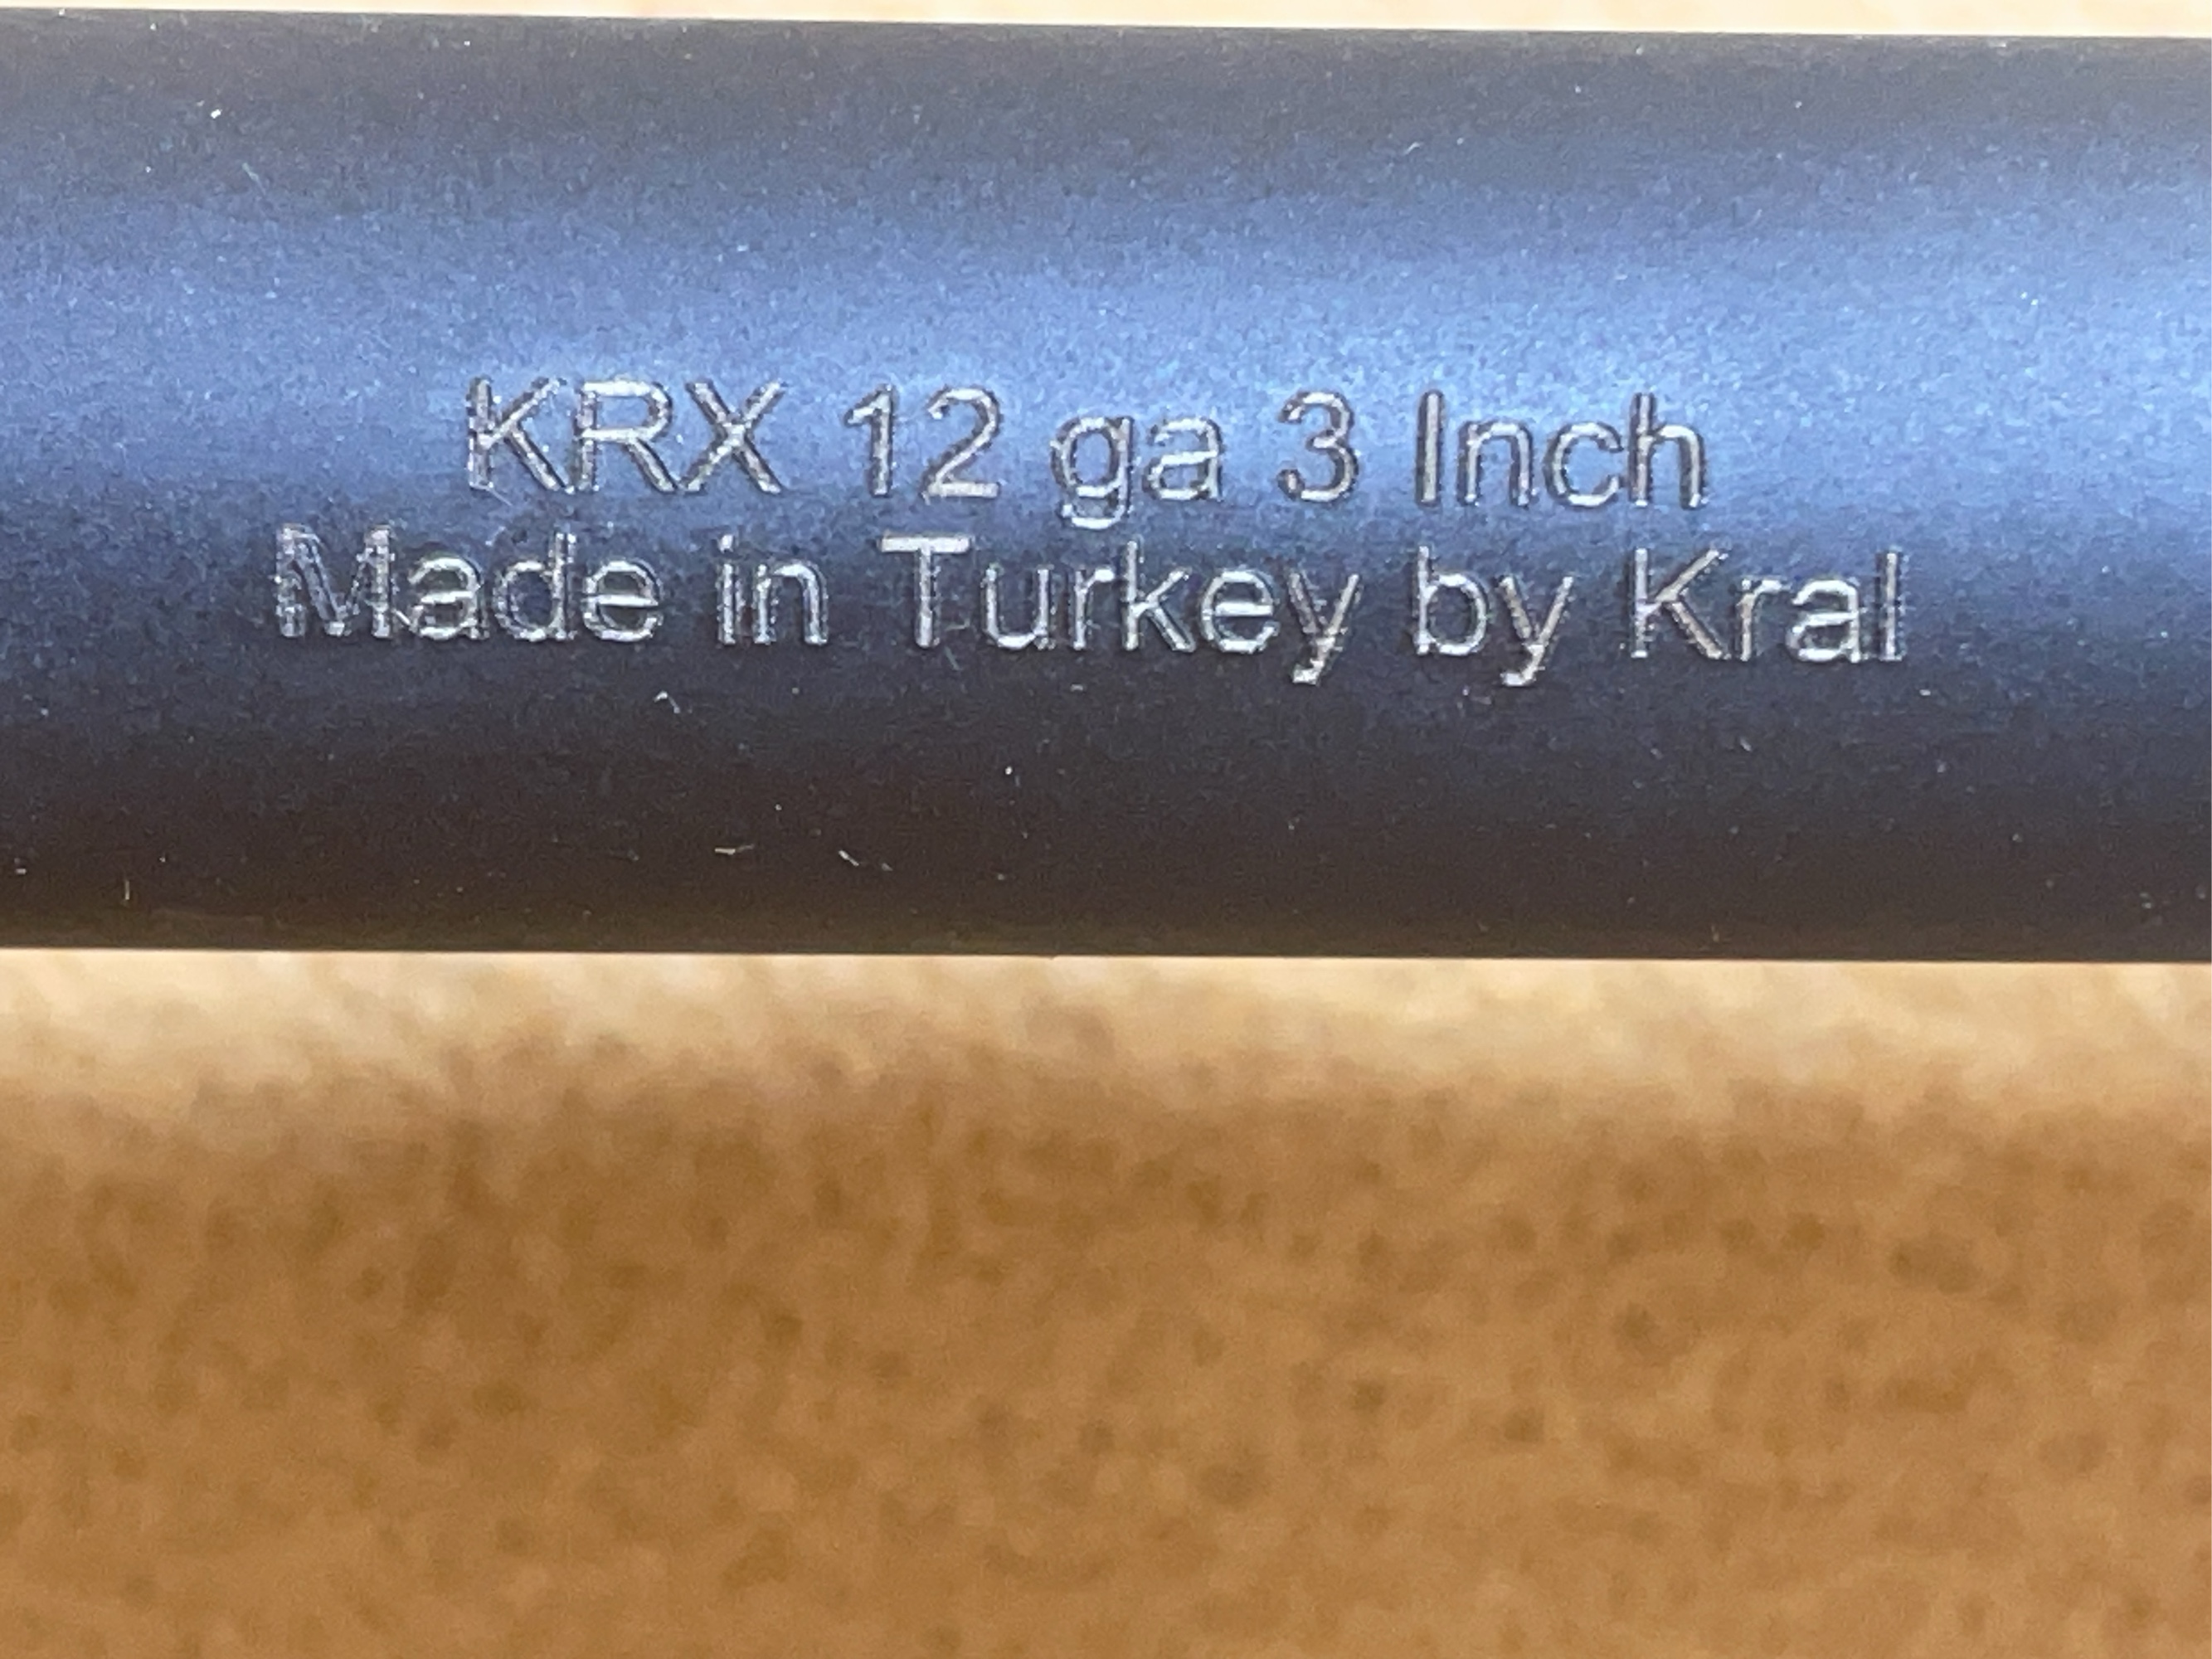 KRX 12 ga 3 Inch
Made in Turkey by Kral